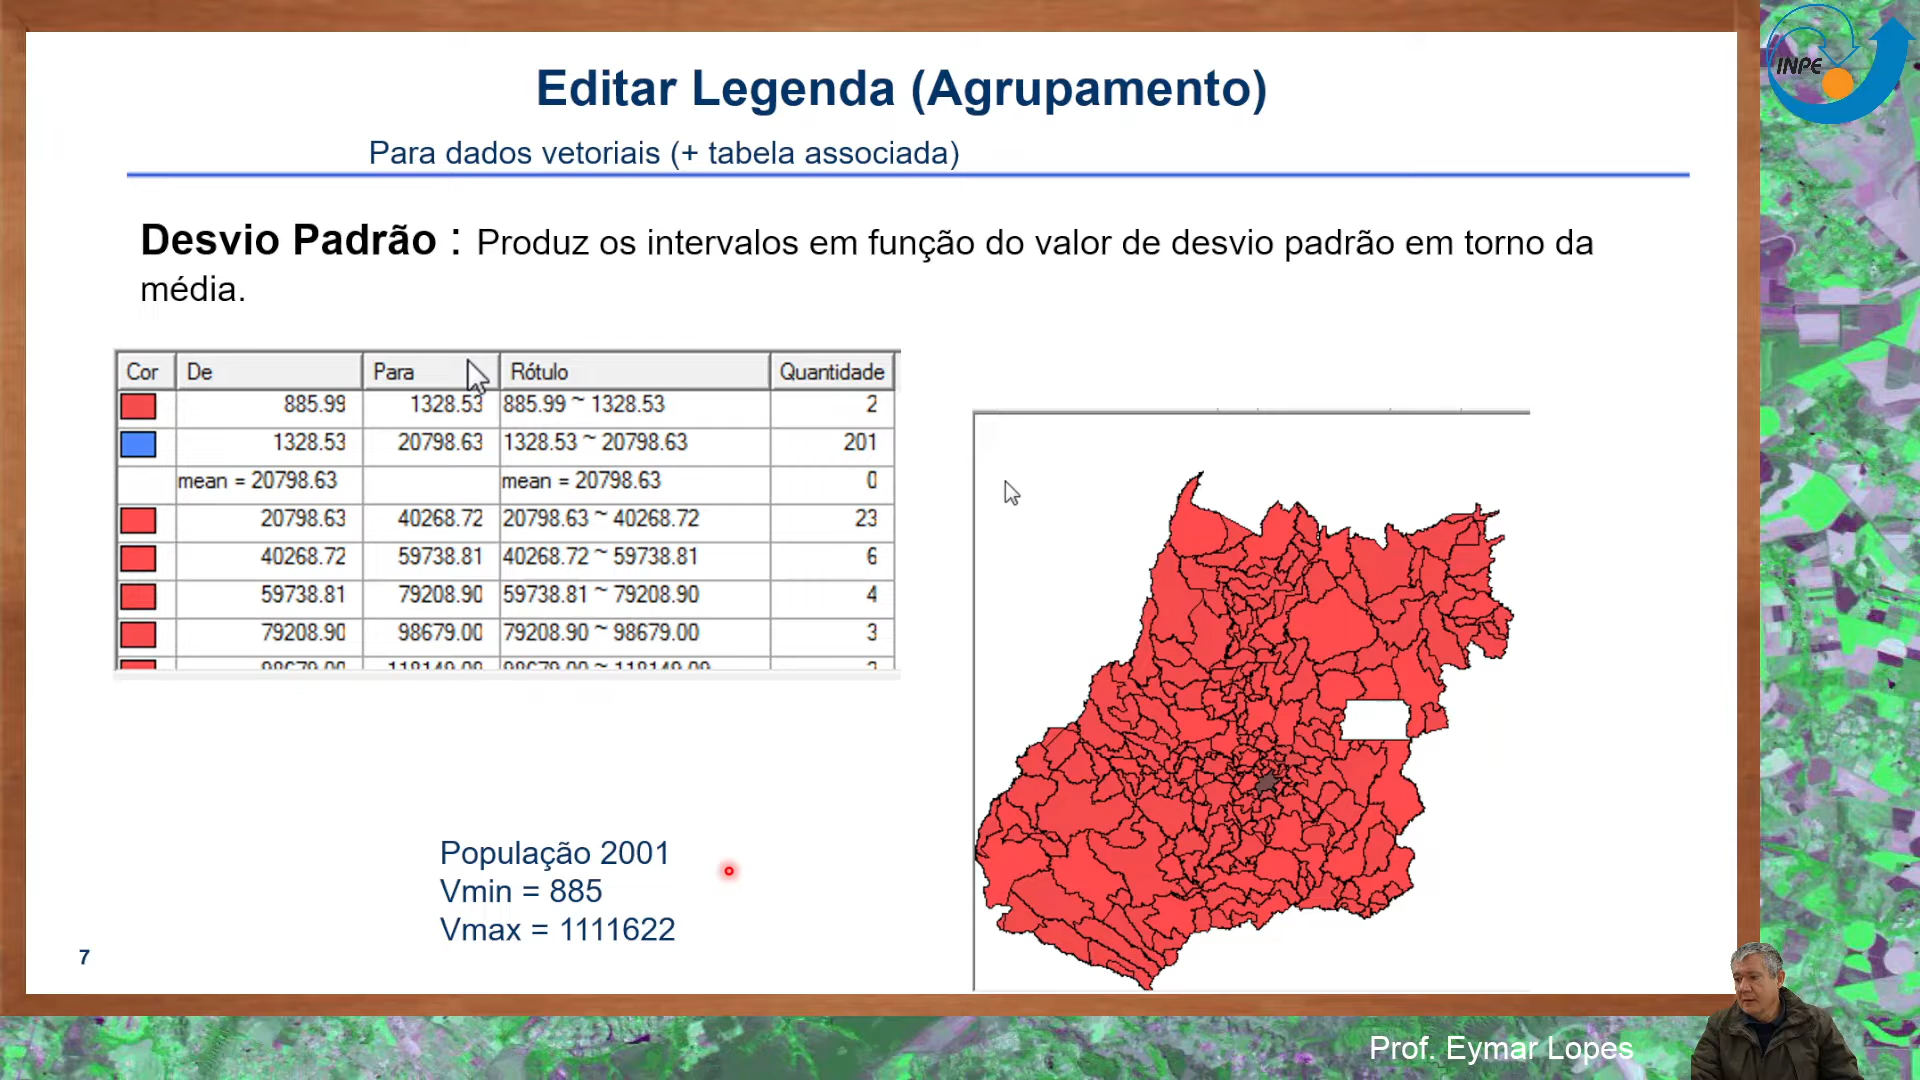 INPE
Editar Legenda (Agrupamento)
Para dados vetoriais (+ tabela associada)
Desvio Padrão : Produz os intervalos em função do valor de desvio padrão em torno da
média.
Cor De Para Rótulo Quantidade
885.99 1328.53 885.99 ~ 1328.53 2
1328.53 20798.63 1328.53 ~ 20798.63 201
mean = 20798.63 mean = 20798.63 0
20798.63 40268.72 20798.63 ~ 40268.72 23
40268.72 59738.81 40268.72 ~ 59738.81 6
59738.81 79208.90 59738.81 ~ 79208.90 4
79208.90 98679.00 79208.90 ~ 98679.00 3
População 2001
Vmin = 885
Vmax = 1111622
7
Prof. Eymar Lopes